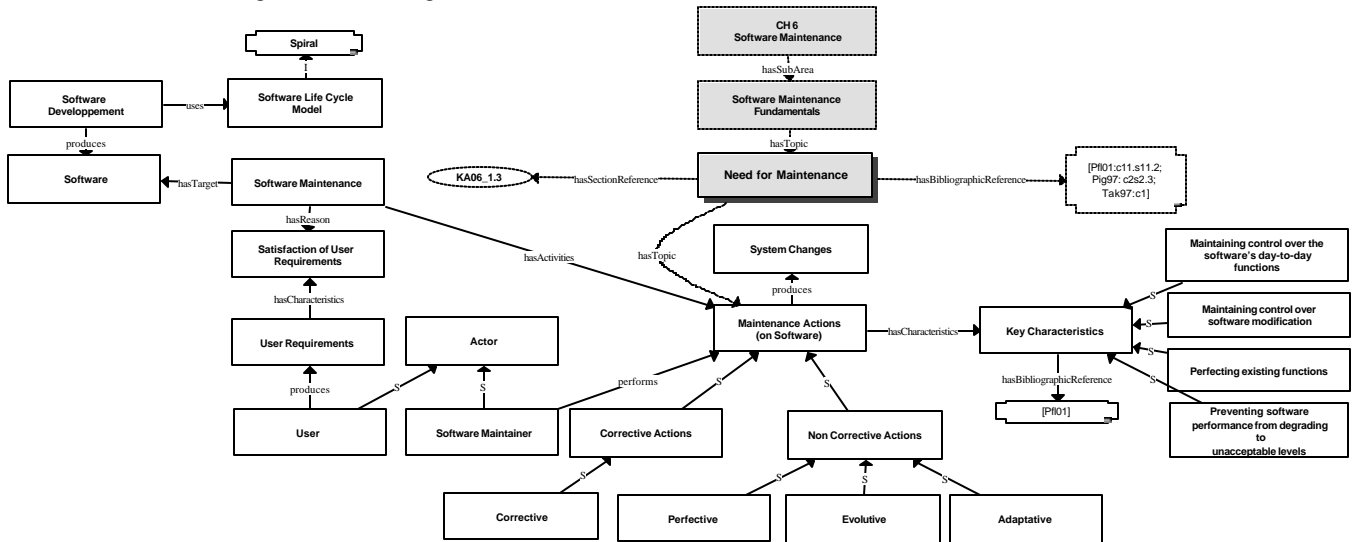 CH 6
Software Maintenance
Spiral
hasSubArea
I
Software
Developpement
uses
Software Life Cycle
Model
Software Maintenance
Fundamentals
produces
hasTopic
Software
hasTarget
Software Maintenance
KA06_1.3
hasSectionReference
Need for Maintenance
hasBibliographicReference
[Pfl01:c11.s11.2;
Pig97: c2s2.3;
Tak97:c1]
hasReason
Satisfaction of User
Requirements
hasActivities
hasTopic
System Changes
Maintaining control over the
software's day-to-day
functions
hasCharacteristics
produces
S
User Requirements
Actor
Maintenance Actions
(on Software)
hasCharacteristics
Key Characteristics
S
Maintaining control over
software modification
S
Perfecting existing functions
produces
S
S
performs
S
S
hasBibliographicReference
S
User
Software Maintainer
Corrective Actions
Non Corrective Actions
[Pfl01]
Preventing software
performance from degrading
to
unacceptable levels
S
S
S
S
Corrective
Perfective
Evolutive
Adaptative